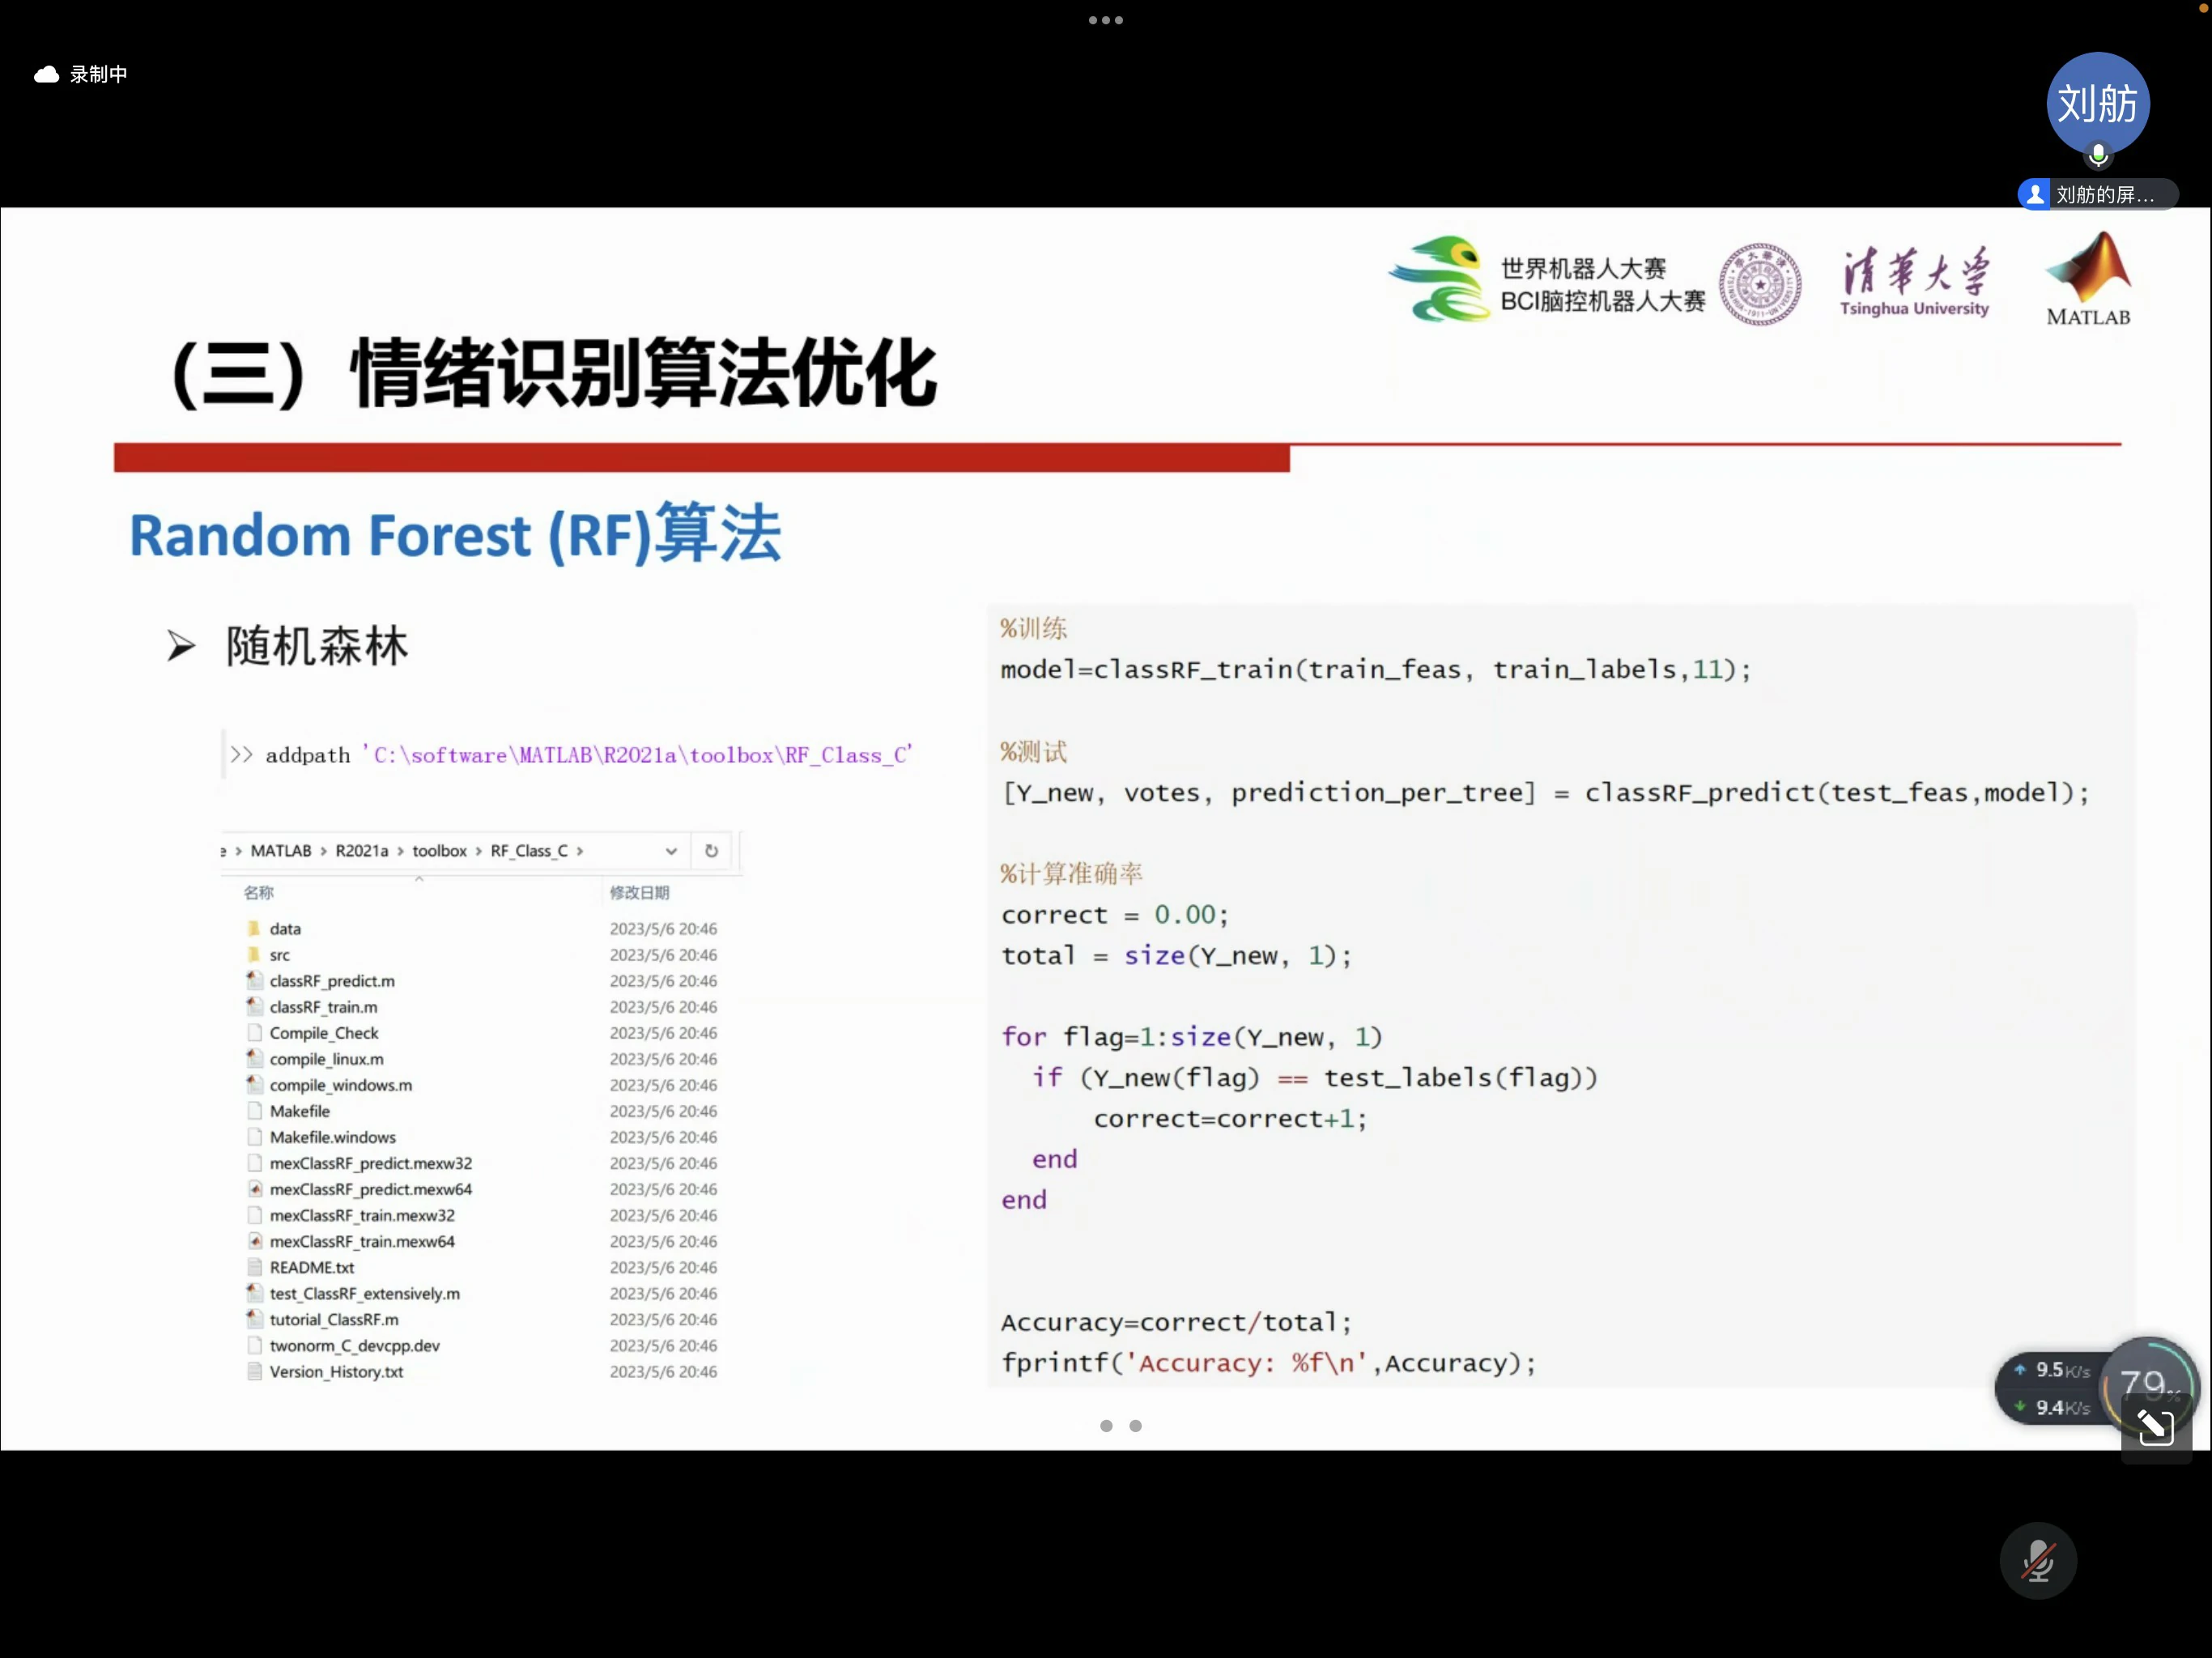 录制中
刘舫
刘舫的屏...
世界机器人大赛
BCI脑控机器人大赛
清华大学
Tsinghua University
MATLAB
（三）情绪识别算法优化
Random Forest (RF)算法
➢ 随机森林
>> addpath 'C:\software\MATLAB\R2021a\toolbox\RF_Class_C'
e › MATLAB › R2021a › toolbox › RF_Class_C ›
名称 修改日期
data 2023/5/6 20:46
src 2023/5/6 20:46
classRF_predict.m 2023/5/6 20:46
classRF_train.m 2023/5/6 20:46
Compile_Check 2023/5/6 20:46
compile_linux.m 2023/5/6 20:46
compile_windows.m 2023/5/6 20:46
Makefile 2023/5/6 20:46
Makefile.windows 2023/5/6 20:46
mexClassRF_predict.mexw32 2023/5/6 20:46
mexClassRF_predict.mexw64 2023/5/6 20:46
mexClassRF_train.mexw32 2023/5/6 20:46
mexClassRF_train.mexw64 2023/5/6 20:46
README.txt 2023/5/6 20:46
test_ClassRF_extensively.m 2023/5/6 20:46
tutorial_ClassRF.m 2023/5/6 20:46
twonorm_C_devcpp.dev 2023/5/6 20:46
Version_History.txt 2023/5/6 20:46
%训练
model=classRF_train(train_feas, train_labels,11);
%测试
[Y_new, votes, prediction_per_tree] = classRF_predict(test_feas,model);
%计算准确率
correct = 0.00;
total = size(Y_new, 1);
for flag=1:size(Y_new, 1)
if (Y_new(flag) == test_labels(flag))
correct=correct+1;
end
end
Accuracy=correct/total;
fprintf('Accuracy: %f\n',Accuracy);
9.5K/s
9.4K/s
79%